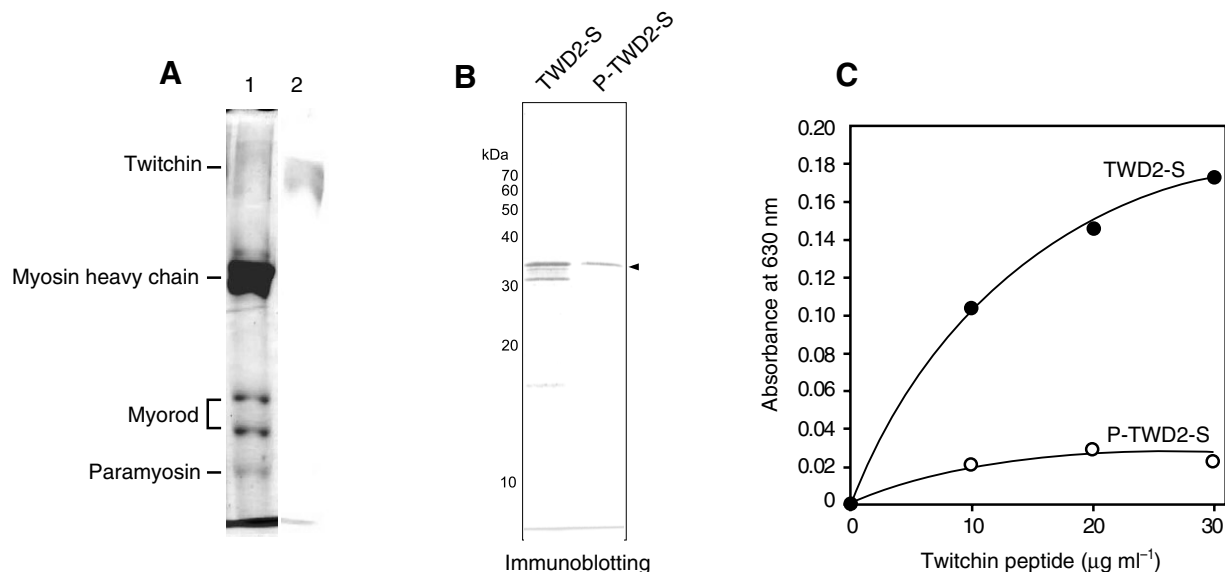 A
1 2
Twitchin
Myosin heavy chain
Myorod
Paramyosin
B
TWD2-S
P-TWD2-S
kDa
70
60
50
40
30
20
10
Immunoblotting
C
Absorbance at 630 nm
0.20
0.18
0.16
0.14
0.12
0.10
0.08
0.06
0.04
0.02
0
TWD2-S
P-TWD2-S
0 10 20 30
Twitchin peptide (μg ml⁻¹)